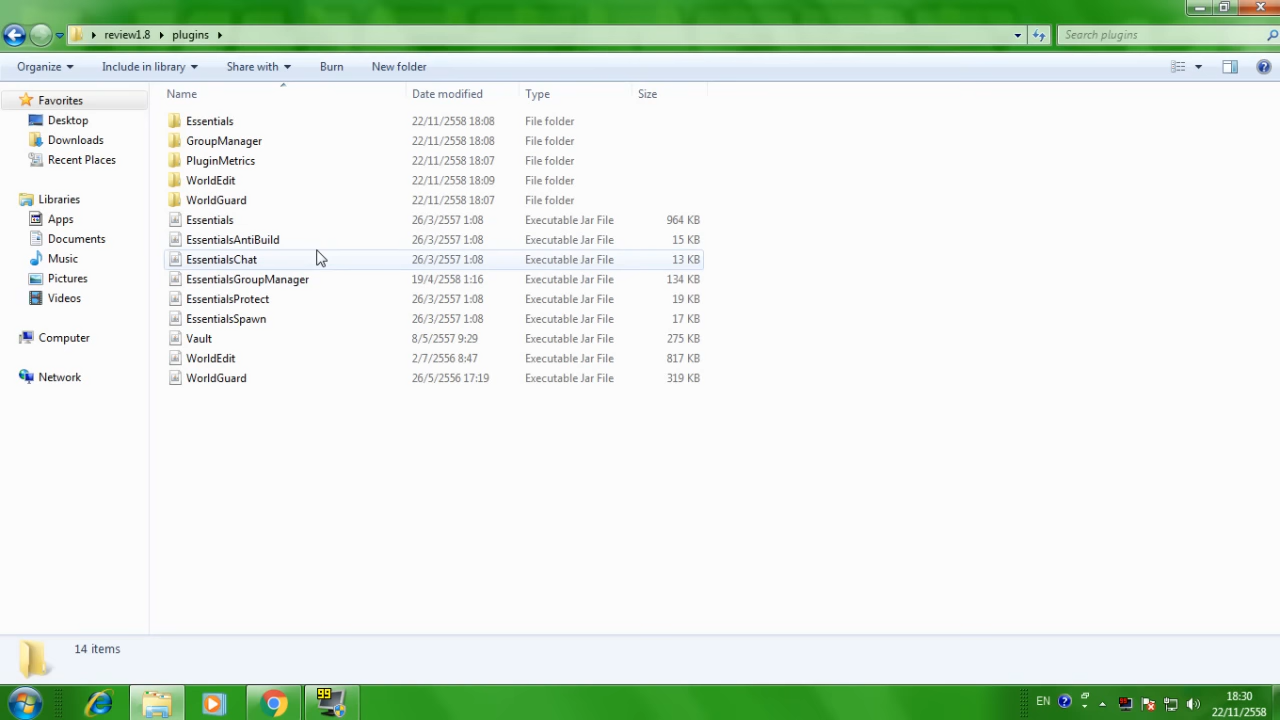 review1.8 plugins
Search plugins
Organize Include in library Share with Burn New folder
Name Date modified Type Size
Favorites
Desktop
Downloads
Recent Places
Libraries
Apps
Documents
Music
Pictures
Videos
Computer
Network
Essentials 22/11/2558 18:08 File folder
GroupManager 22/11/2558 18:08 File folder
PluginMetrics 22/11/2558 18:07 File folder
WorldEdit 22/11/2558 18:09 File folder
WorldGuard 22/11/2558 18:07 File folder
Essentials 26/3/2557 1:08 Executable Jar File 964 KB
EssentialsAntiBuild 26/3/2557 1:08 Executable Jar File 15 KB
EssentialsChat 26/3/2557 1:08 Executable Jar File 13 KB
EssentialsGroupManager 19/4/2558 1:16 Executable Jar File 134 KB
EssentialsProtect 26/3/2557 1:08 Executable Jar File 19 KB
EssentialsSpawn 26/3/2557 1:08 Executable Jar File 17 KB
Vault 8/5/2557 9:29 Executable Jar File 275 KB
WorldEdit 2/7/2556 8:47 Executable Jar File 817 KB
WorldGuard 26/5/2556 17:19 Executable Jar File 319 KB
14 items
99
EN
18:30
22/11/2558